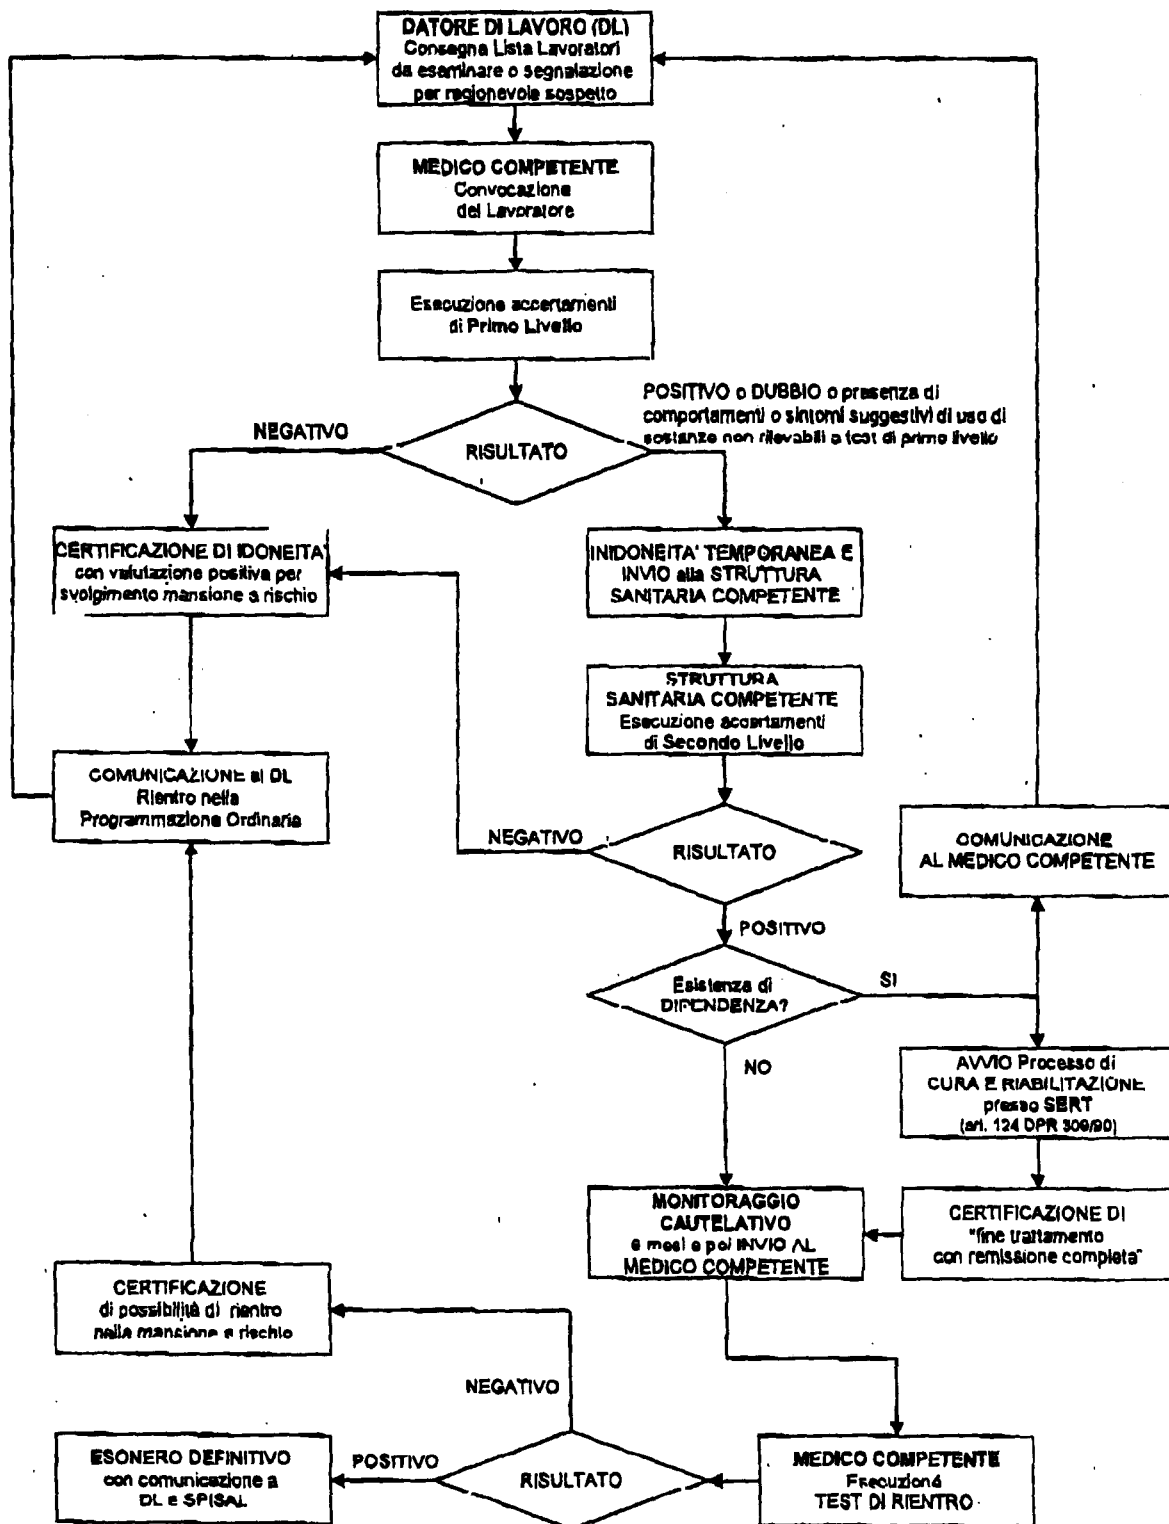 DATORE DI LAVORO (DL)
Consegna Lista Lavoratori
da esaminare o segnalazione
per ragionevole sospetto
MEDICO COMPETENTE
Convocazione
del Lavoratore
Esecuzione accertamenti
di Primo Livello
POSITIVO o DUBBIO o presenza di
comportamenti o sintomi suggestivi di uso di
sostanze non rilevabili a test di primo livello
NEGATIVO
RISULTATO
CERTIFICAZIONE DI IDONEITA'
con valutazione positiva per
svolgimento mansione a rischio
INIDONEITA' TEMPORANEA E
INVIO alla STRUTTURA
SANITARIA COMPETENTE
STRUTTURA
SANITARIA COMPETENTE
Esecuzione accertamenti
di Secondo Livello
COMUNICAZIONE al DL
Rientro nella
Programmazione Ordinaria
NEGATIVO
RISULTATO
COMUNICAZIONE
AL MEDICO COMPETENTE
POSITIVO
Esistenza di
DIPENDENZA?
SI
NO
AVVIO Processo di
CURA E RIABILITAZIONE
presso SERT
(art. 124 DPR 309/90)
MONITORAGGIO
CAUTELATIVO
6 mesi e poi INVIO AL
MEDICO COMPETENTE
CERTIFICAZIONE DI
"fine trattamento
con remissione completa"
CERTIFICAZIONE
di possibilità di rientro
nella mansione a rischio
NEGATIVO
ESONERO DEFINITIVO
con comunicazione a
DL e SPISAL
POSITIVO
RISULTATO
MEDICO COMPETENTE
Esecuzione
TEST DI RIENTRO